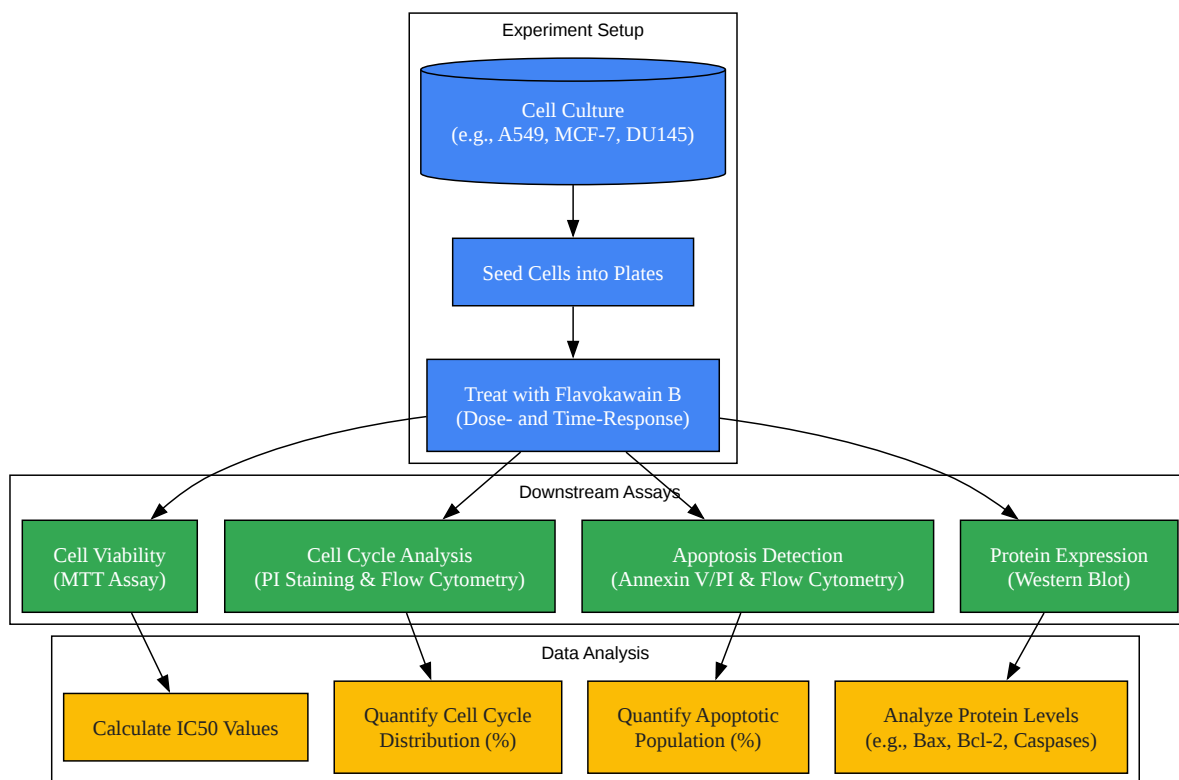 Experiment Setup
Cell Culture
(e.g., A549, MCF-7, DU145)
Seed Cells into Plates
Treat with Flavokawain B
(Dose- and Time-Response)
Downstream Assays
Cell Viability
(MTT Assay)
Cell Cycle Analysis
(PI Staining & Flow Cytometry)
Apoptosis Detection
(Annexin V/PI & Flow Cytometry)
Protein Expression
(Western Blot)
Data Analysis
Calculate IC50 Values
Quantify Cell Cycle
Distribution (%)
Quantify Apoptotic
Population (%)
Analyze Protein Levels
(e.g., Bax, Bcl-2, Caspases)